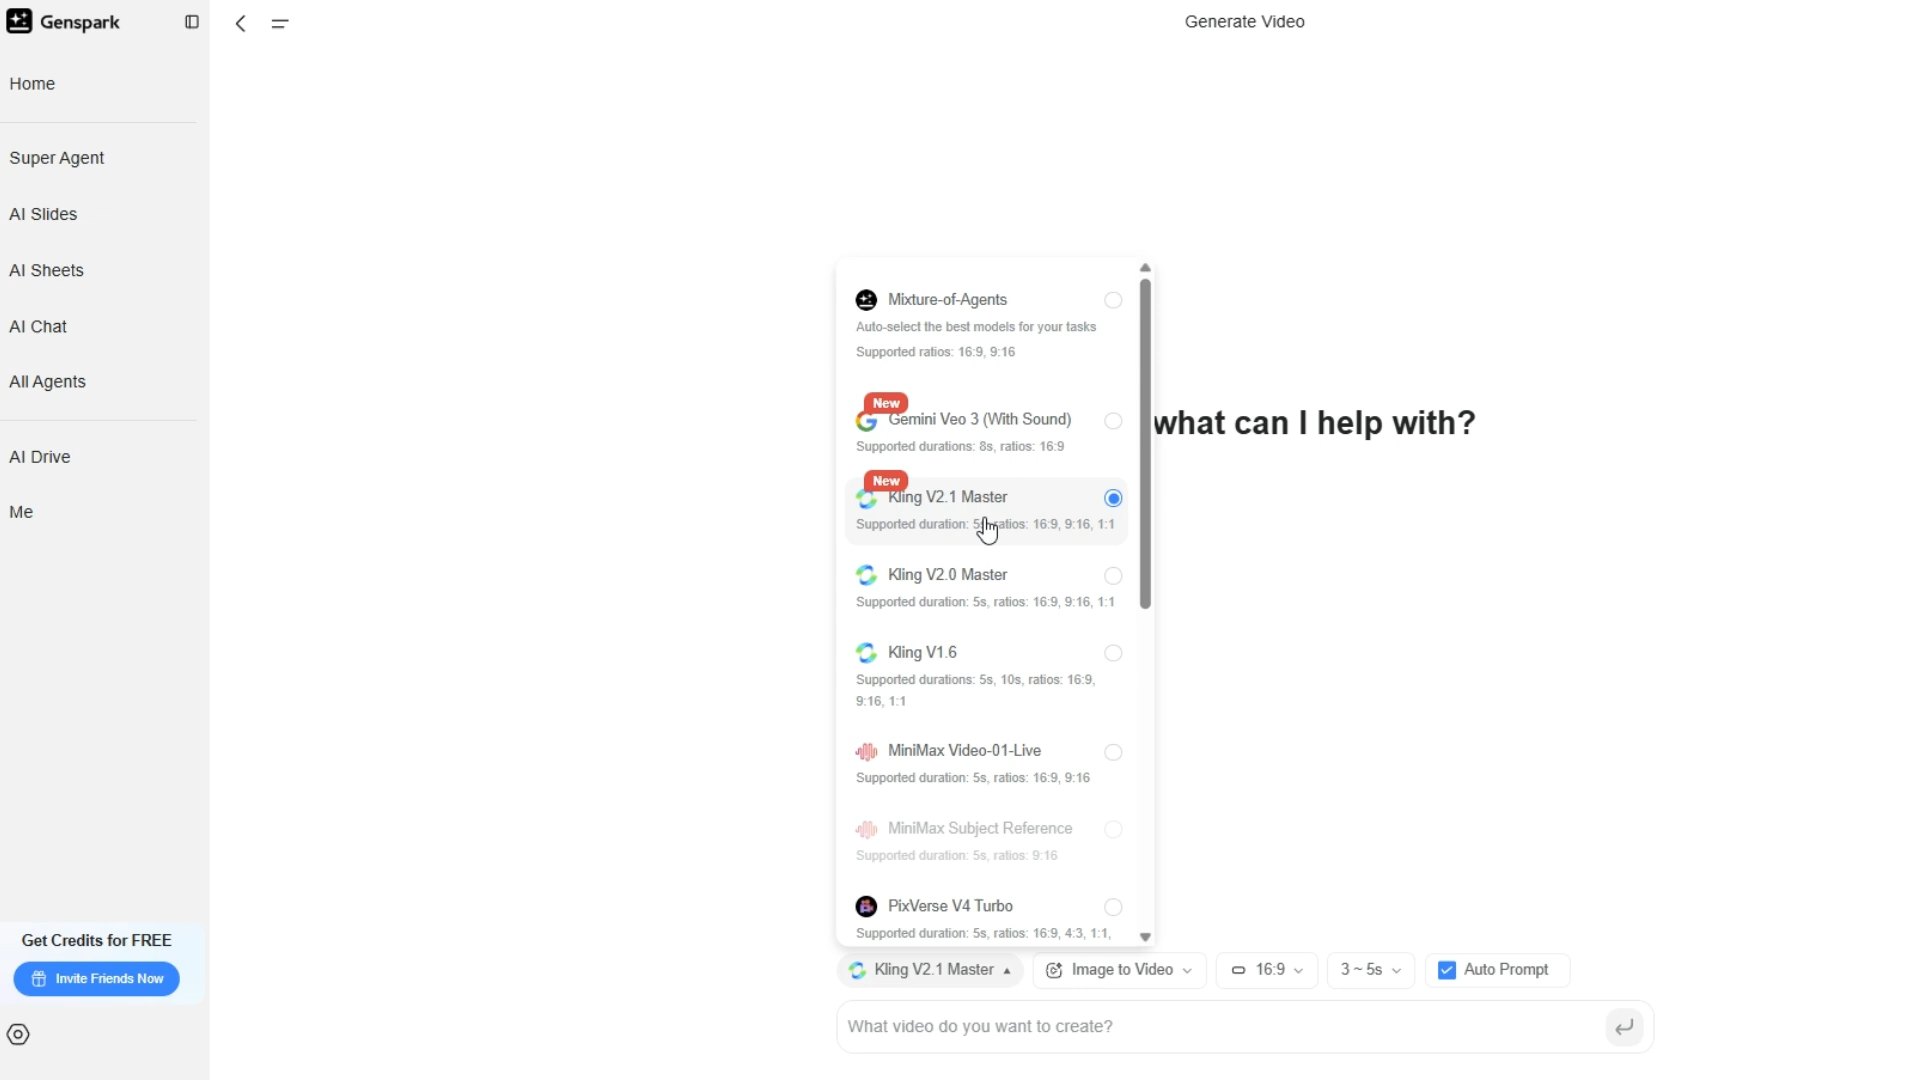 Genspark
Generate Video
Home
Super Agent
AI Slides
AI Sheets
AI Chat
All Agents
AI Drive
Me
Get Credits for FREE
Invite Friends Now
what can I help with?
Mixture-of-Agents
Auto-select the best models for your tasks
Supported ratios: 16:9, 9:16
New
Gemini Veo 3 (With Sound)
Supported durations: 8s, ratios: 16:9
New
Kling V2.1 Master
Supported duration: 5s, ratios: 16:9, 9:16, 1:1
Kling V2.0 Master
Supported duration: 5s, ratios: 16:9, 9:16, 1:1
Kling V1.6
Supported durations: 5s, 10s, ratios: 16:9,
9:16, 1:1
MiniMax Video-01-Live
Supported duration: 5s, ratios: 16:9, 9:16
MiniMax Subject Reference
Supported duration: 5s, ratios: 9:16
PixVerse V4 Turbo
Supported duration: 5s, ratios: 16:9, 4:3, 1:1,
Kling V2.1 Master
Image to Video
16:9
3 ~ 5s
Auto Prompt
What video do you want to create?